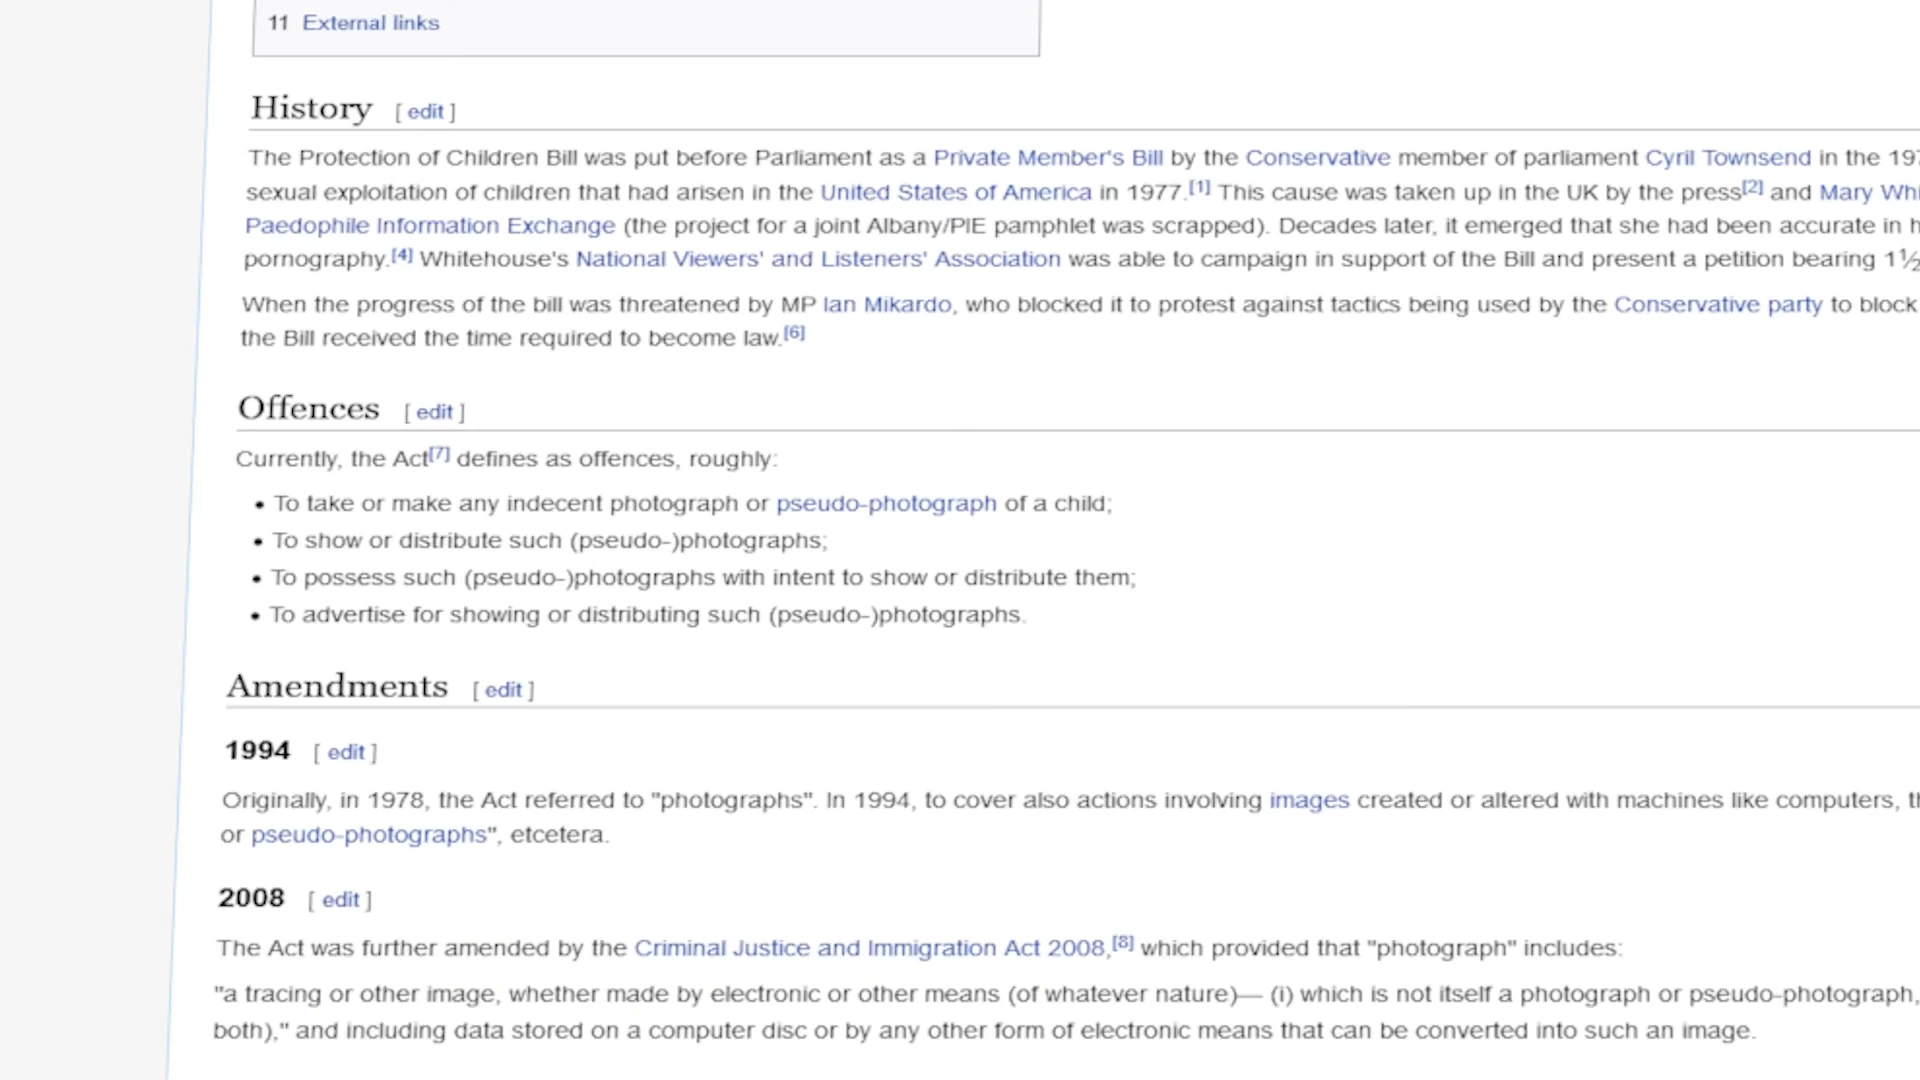 11 External links
History [ edit ]
The Protection of Children Bill was put before Parliament as a Private Member's Bill by the Conservative member of parliament Cyril Townsend in the
sexual exploitation of children that had arisen in the United States of America in 1977.[1] This cause was taken up in the UK by the press[2] and Mary
Paedophile Information Exchange (the project for a joint Albany/PIE pamphlet was scrapped). Decades later, it emerged that she had been accurate in
pornography.[4] Whitehouse's National Viewers' and Listeners' Association was able to campaign in support of the Bill and present a petition bearing 1½
When the progress of the bill was threatened by MP Ian Mikardo, who blocked it to protest against tactics being used by the Conservative party to block
the Bill received the time required to become law.[6]
Offences [ edit ]
Currently, the Act[7] defines as offences, roughly:
• To take or make any indecent photograph or pseudo-photograph of a child;
• To show or distribute such (pseudo-)photographs;
• To possess such (pseudo-)photographs with intent to show or distribute them;
• To advertise for showing or distributing such (pseudo-)photographs.
Amendments [ edit ]
1994 [ edit ]
Originally, in 1978, the Act referred to "photographs". In 1994, to cover also actions involving images created or altered with machines like computers,
or pseudo-photographs", etcetera.
2008 [ edit ]
The Act was further amended by the Criminal Justice and Immigration Act 2008,[8] which provided that "photograph" includes:
"a tracing or other image, whether made by electronic or other means (of whatever nature)— (i) which is not itself a photograph or pseudo-photograph,
both)," and including data stored on a computer disc or by any other form of electronic means that can be converted into such an image.